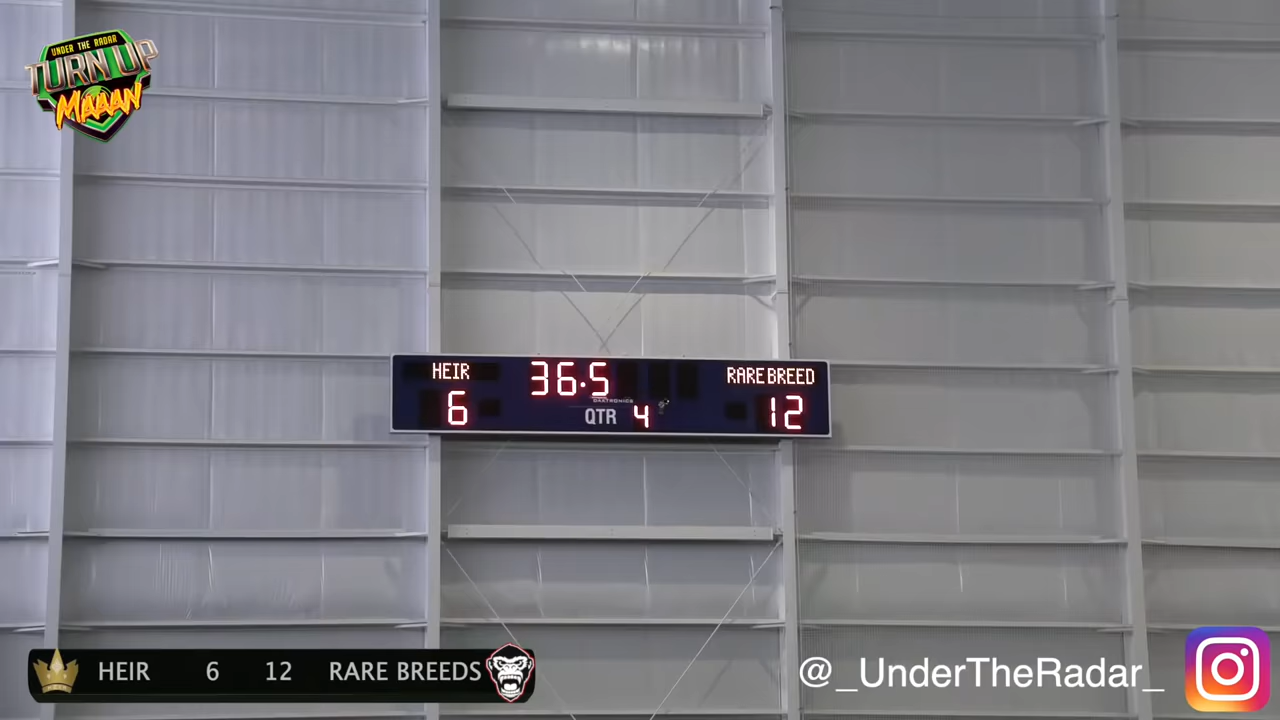 UNDER THE RADAR
TURN UP
MAAAN
HEIR 36.5 RARE BREED
DAKTRONICS
6 QTR 4 12
HEIR 6 12 RARE BREEDS
@_UnderTheRadar_